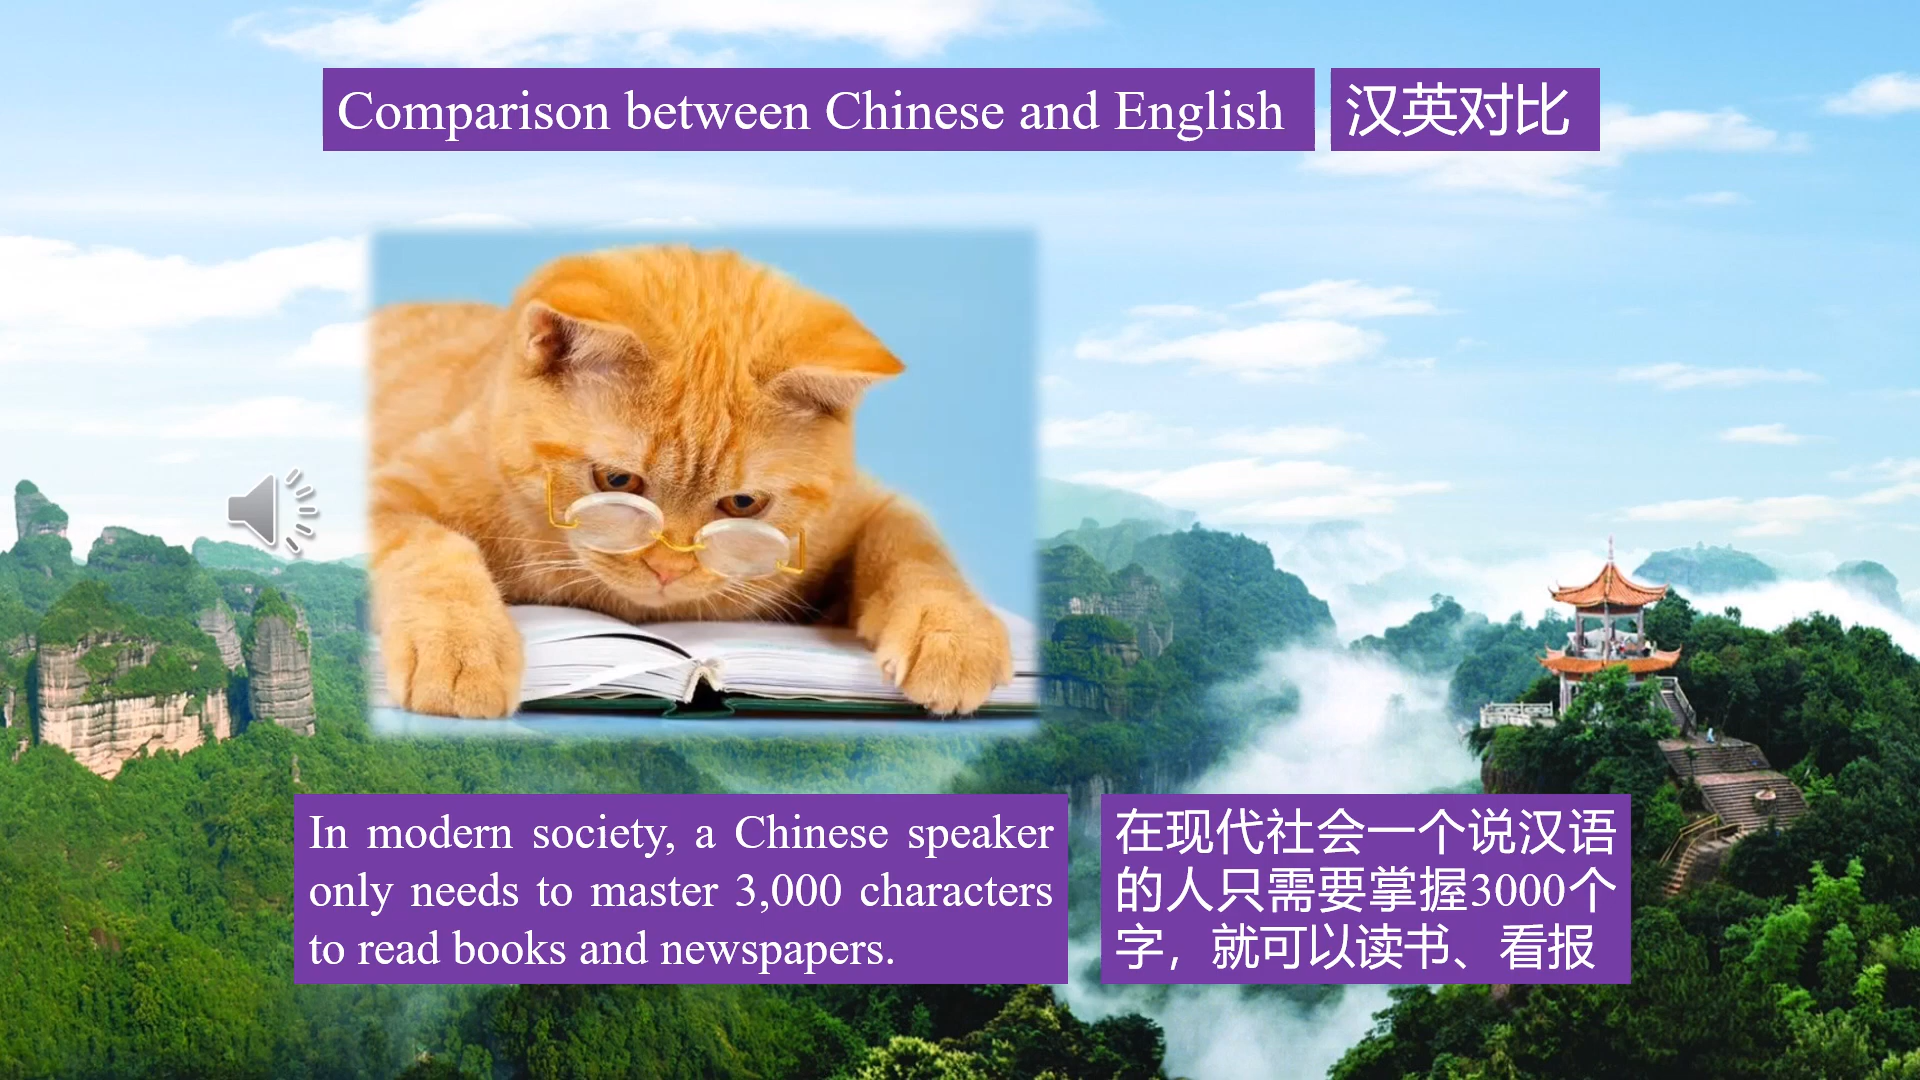 Comparison between Chinese and English
汉英对比
In modern society, a Chinese speaker
only needs to master 3,000 characters
to read books and newspapers.
在现代社会一个说汉语
的人只需要掌握3000个
字，就可以读书、看报